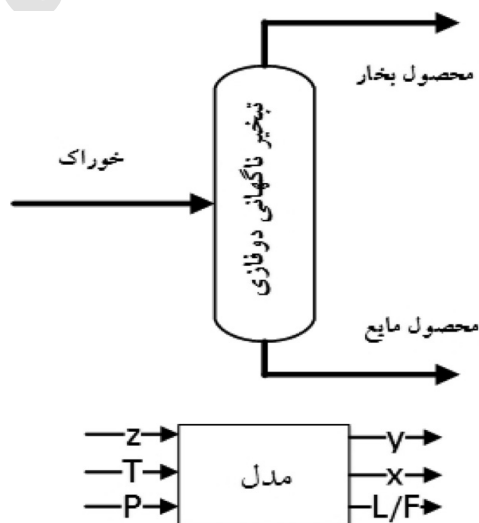 محصول بخار
خوراک
تبخیر ناگهانی دوفازی
محصول مایع
z
y
T
مدل
x
P
L/F